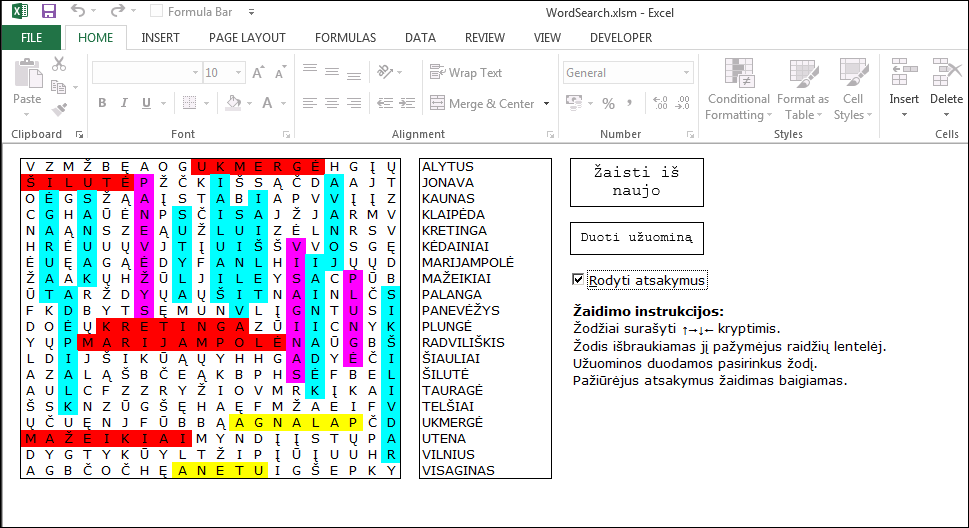 Formula Bar
WordSearch.xlsm - Excel
FILE HOME INSERT PAGE LAYOUT FORMULAS DATA REVIEW VIEW DEVELOPER
Paste
Clipboard
10 A A
B I U A
Font
Wrap Text
Merge & Center
Alignment
General
% , .00 .00
Number
Conditional Formatting
Format as Table
Cell Styles
Styles
Insert
Delete
Cells
V Z M Ž B Ę A O G U K M E R G Ė H G Į Ų
Š I L U T Ė P Ž Č K I Š S Ą Č D A A J T
O Ė G S Ž Ą A Į S T A B I A P V V Į Į Z
C G H A Ū Ė N P S Č I S A J Ž J A R M V
N A Ą N S Z E Ą U Ž L U I Z Ė L N R S V
H R Ė U U Ų V J T Į U I Š Š V V O S G Ę
Ė U Ę A G A Ė D Y F A N L H I I J Ų Ų D
Ž A A K Ų H Ž Ū L J I L E Y S A C P Ū B
Ū T A R Ž D Y Ų A Ų Š I T N A I N L Č S
F K D B Y T S Ę M U N V L Į G N T U S I
D O Ė Ų K R E T I N G A Z Ū I I C N Y K
Y Ų P M A R I J A M P O L Ė N A Ū G B Š
L D I J Š I K Ū A Ų Y H H G A D Y Ė Č I
A Z A L Ą Š B Č E Ą K B P H S Ė F B E L
A U L C F Z Z R Y Ž I O V M R K Į K A I
Š S K N Z Ū G Š Ę H A Ę F M Ž A E I F V
Ų Č U Ę N J F Ū B B Ą A G N A L A P Č D
M A Ž E I K I A I M Y N D Į Į S T Ų P A
D Y G T Y K Ū Y L T Ž I P Į Ū Į U U H R
A G B Č O Č H Ę A N E T U I G Š E P K Y
ALYTUS
JONAVA
KAUNAS
KLAIPĖDA
KRETINGA
KĖDAINIAI
MARIJAMPOLĖ
MAŽEIKIAI
PALANGA
PANEVĖŽYS
PLUNGĖ
RADVILIŠKIS
ŠIAULIAI
ŠILUTĖ
TAURAGĖ
TELŠIAI
UKMERGĖ
UTENA
VILNIUS
VISAGINAS
Žaisti iš
naujo
Duoti užuominą
Rodyti atsakymus
Žaidimo instrukcijos:
Žodžiai surašyti ↑→↓← kryptimis.
Žodis išbraukiamas jį pažymėjus raidžių lentelėj.
Užuominos duodamos pasirinkus žodį.
Pažiūrėjus atsakymus žaidimas baigiamas.